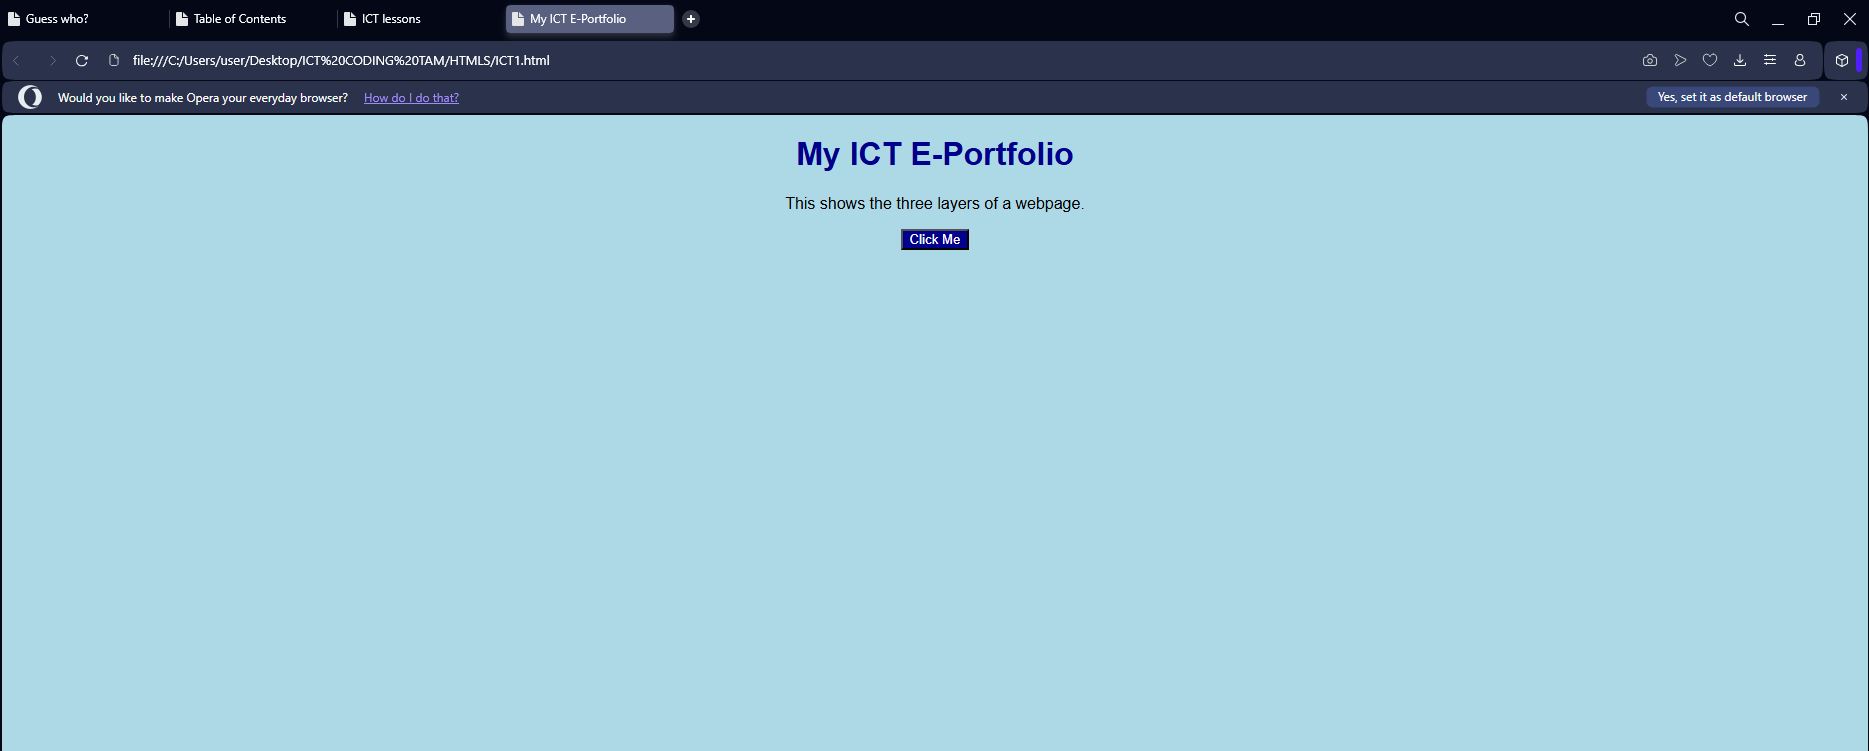 Guess who?
Table of Contents
ICT lessons
My ICT E-Portfolio
file:///C:/Users/user/Desktop/ICT%20CODING%20TAM/HTMLS/ICT1.html
Would you like to make Opera your everyday browser? How do I do that?
Yes, set it as default browser
My ICT E-Portfolio
This shows the three layers of a webpage.
Click Me